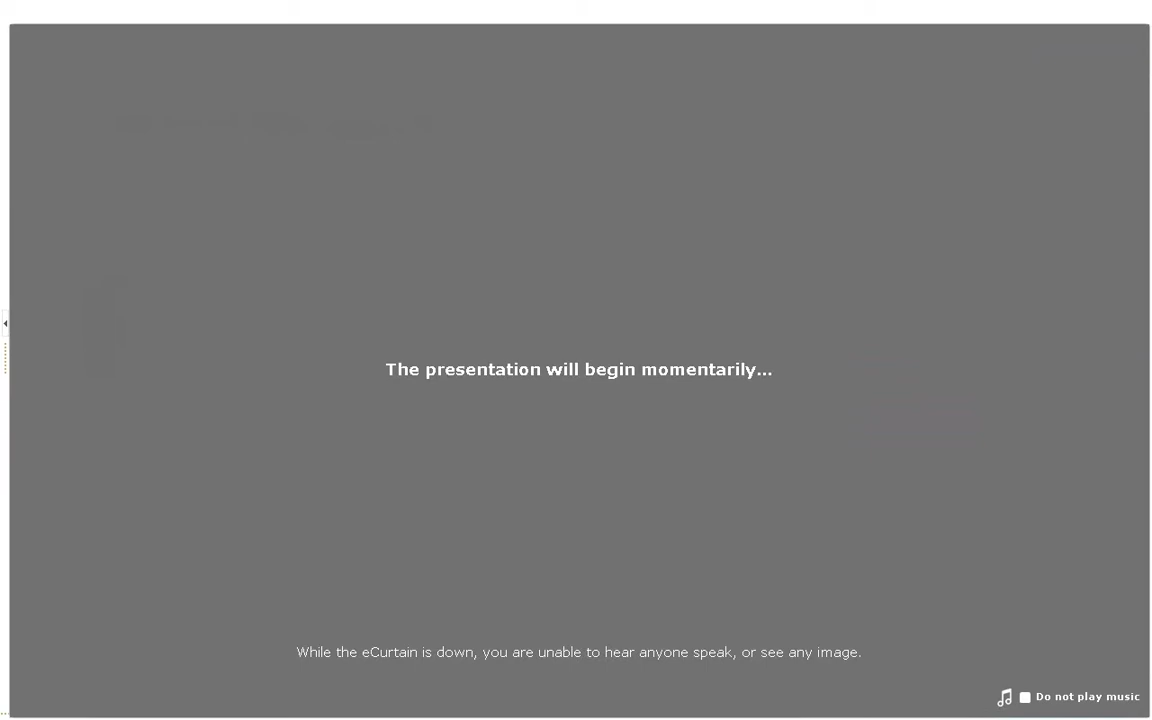 The presentation will begin momentarily...
While the eCurtain is down, you are unable to hear anyone speak, or see any image.
Do not play music